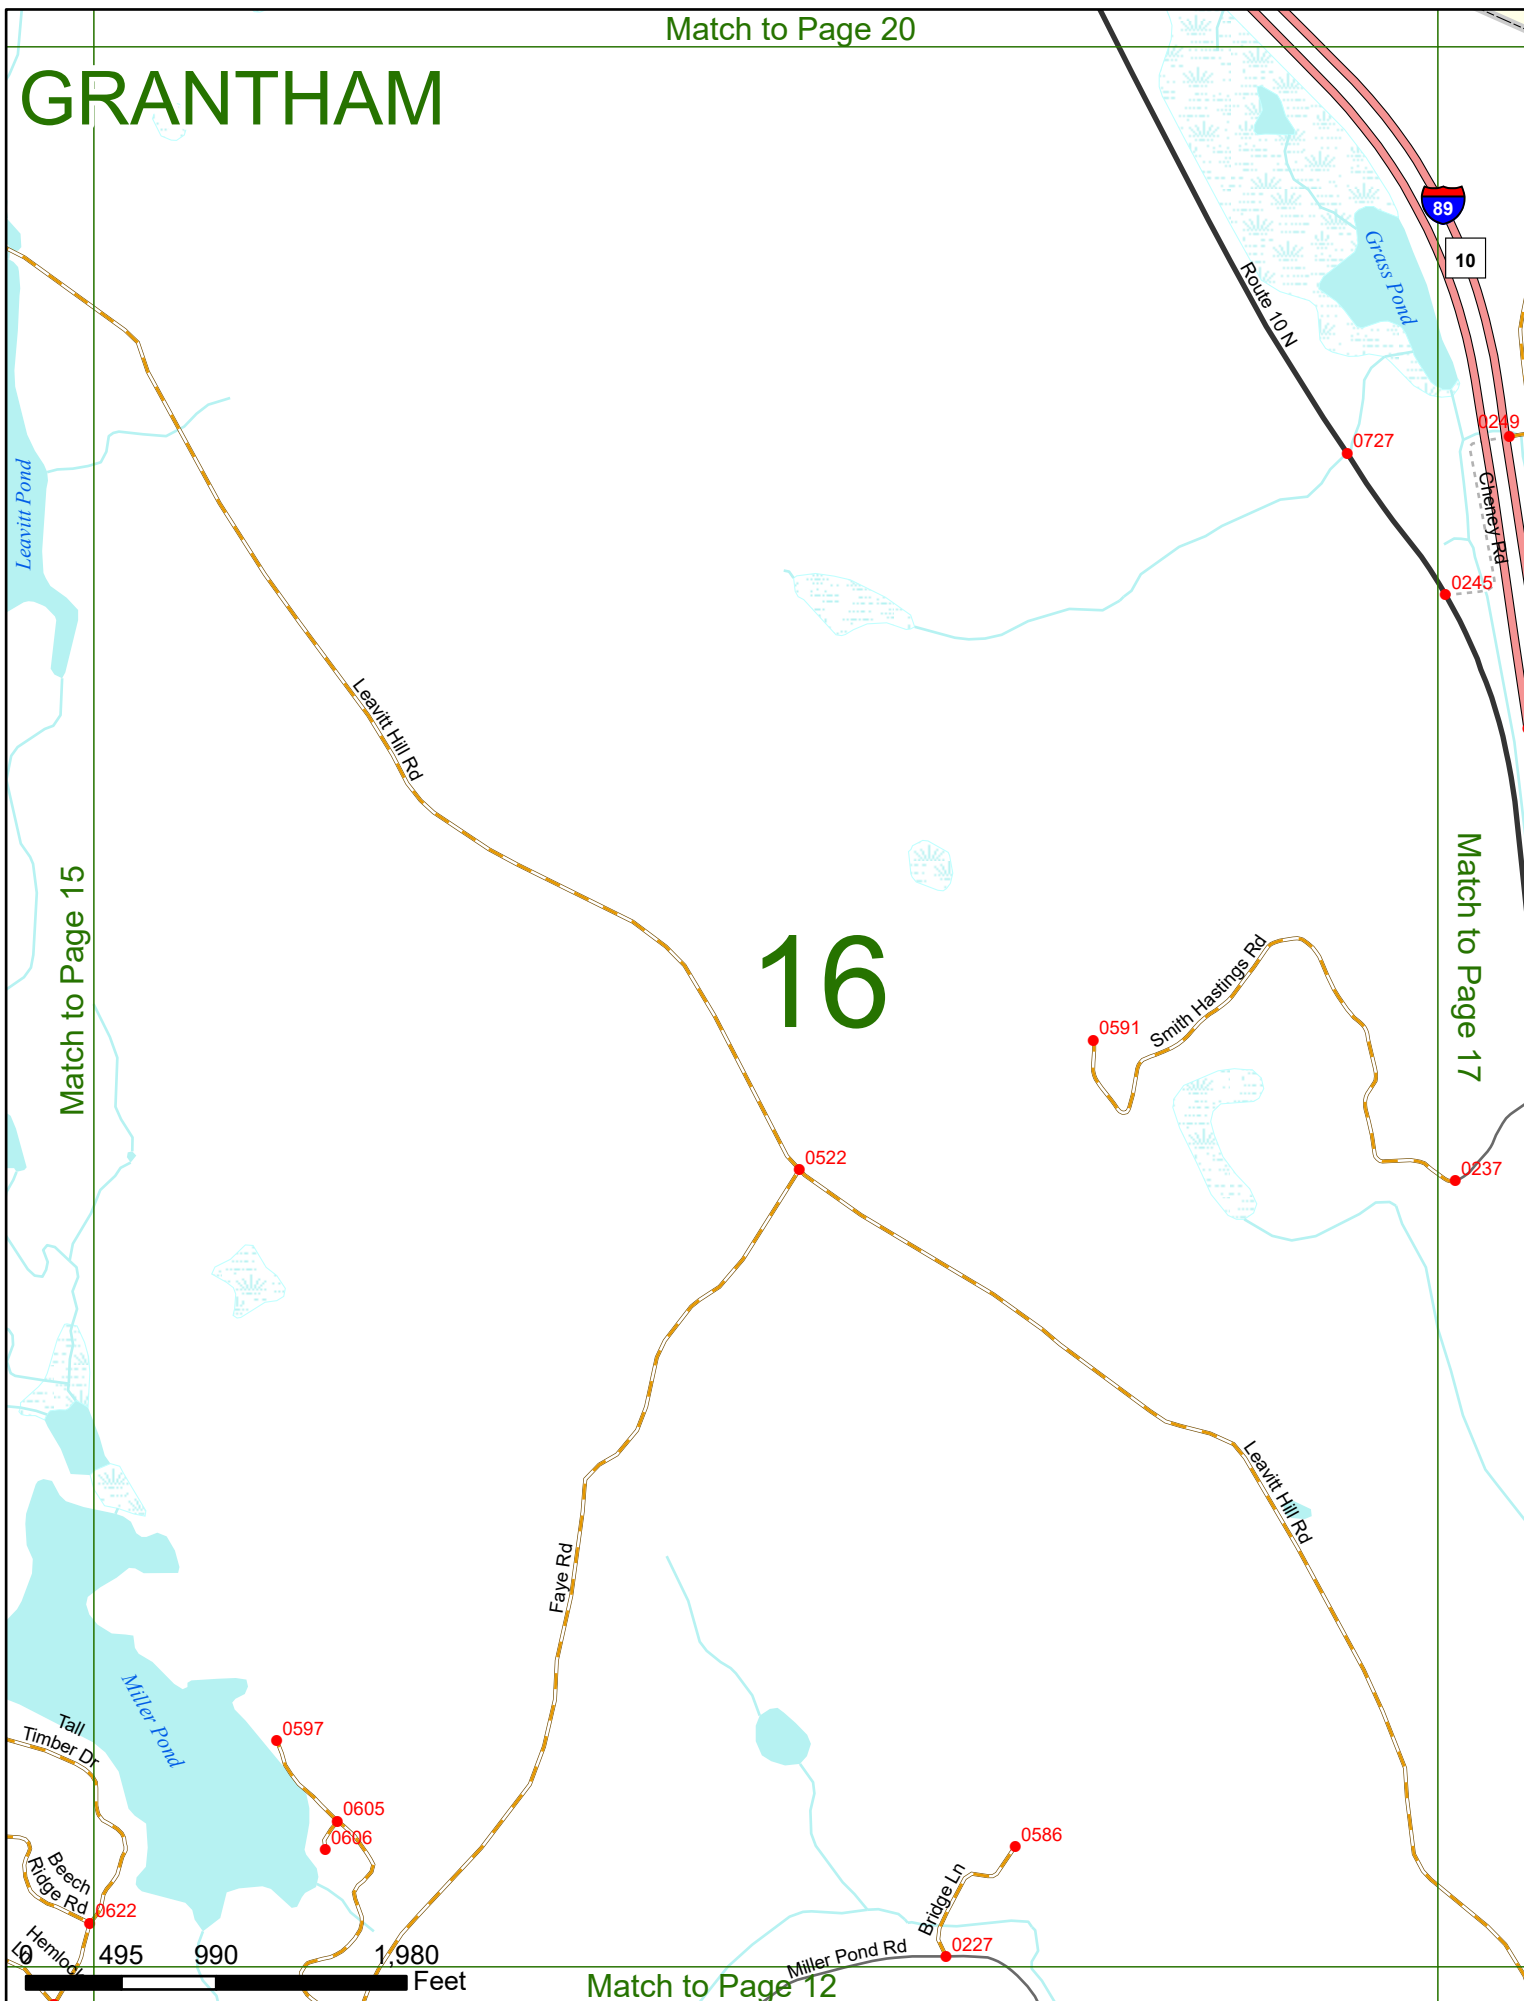 Match to Page 20
GRANTHAM
89
10
Grass Pond
Route 10 N
0249
0727
Cheney Rd
0245
Leavitt Pond
Leavitt Hill Rd
Match to Page 15
Match to Page 17
16
Smith Hastings Rd
0591
0522
0237
Leavitt Hill Rd
Faye Rd
Miller Pond
Tall
Timber Dr
0597
0605
0606
0586
Beech
Ridge Rd
0622
Bridge Ln
Hemlock
Ln
0227
Miller Pond Rd
0 495 990 1,980
Feet
Match to Page 12